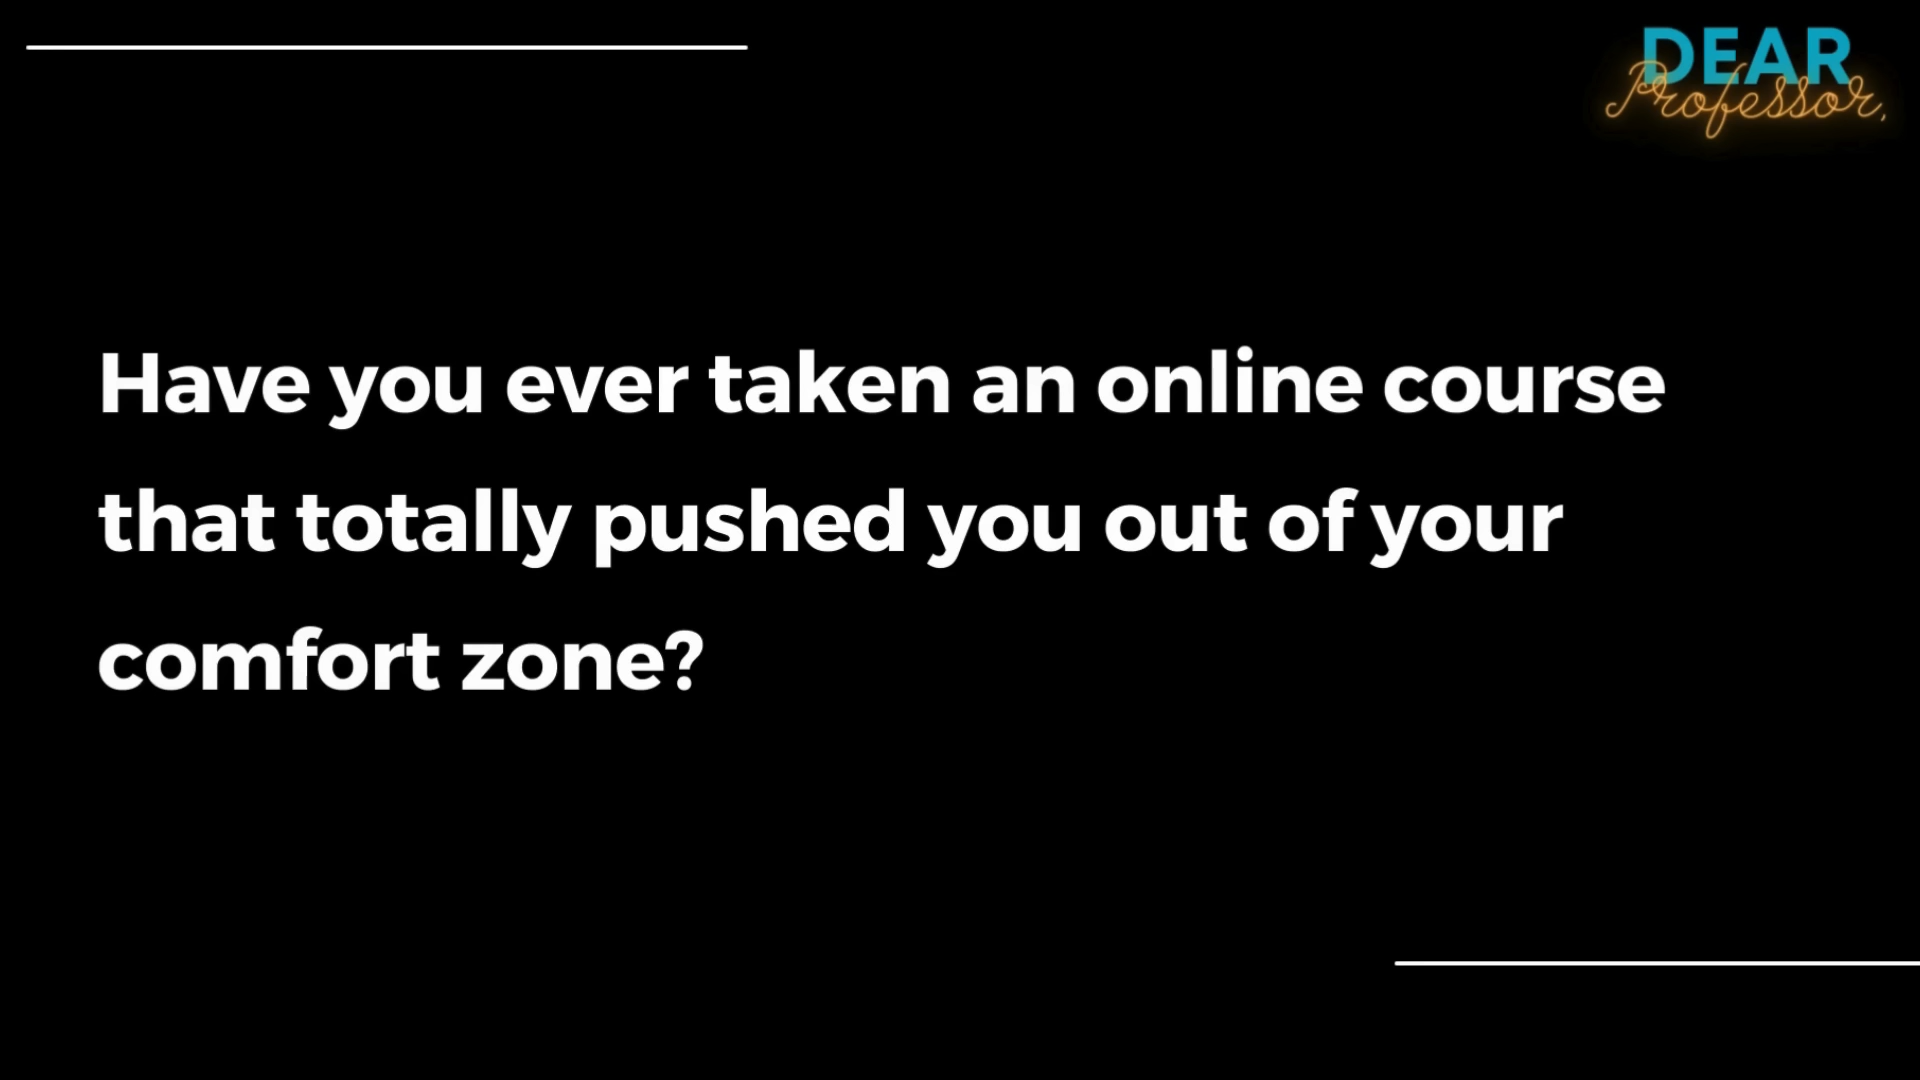 DEAR
Professor,
Have you ever taken an online course
that totally pushed you out of your
comfort zone?